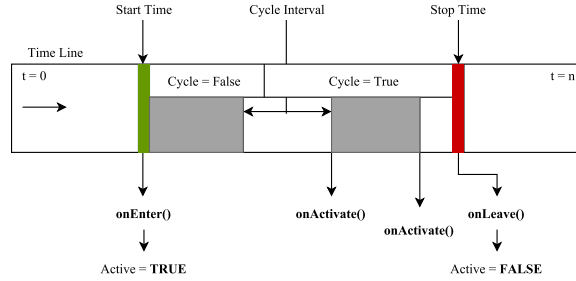 Start Time
Cycle Interval
Stop Time
Time Line
t = 0
Cycle = False
Cycle = True
t = n
onEnter()
onActivate()
onActivate()
onLeave()
Active = TRUE
Active = FALSE